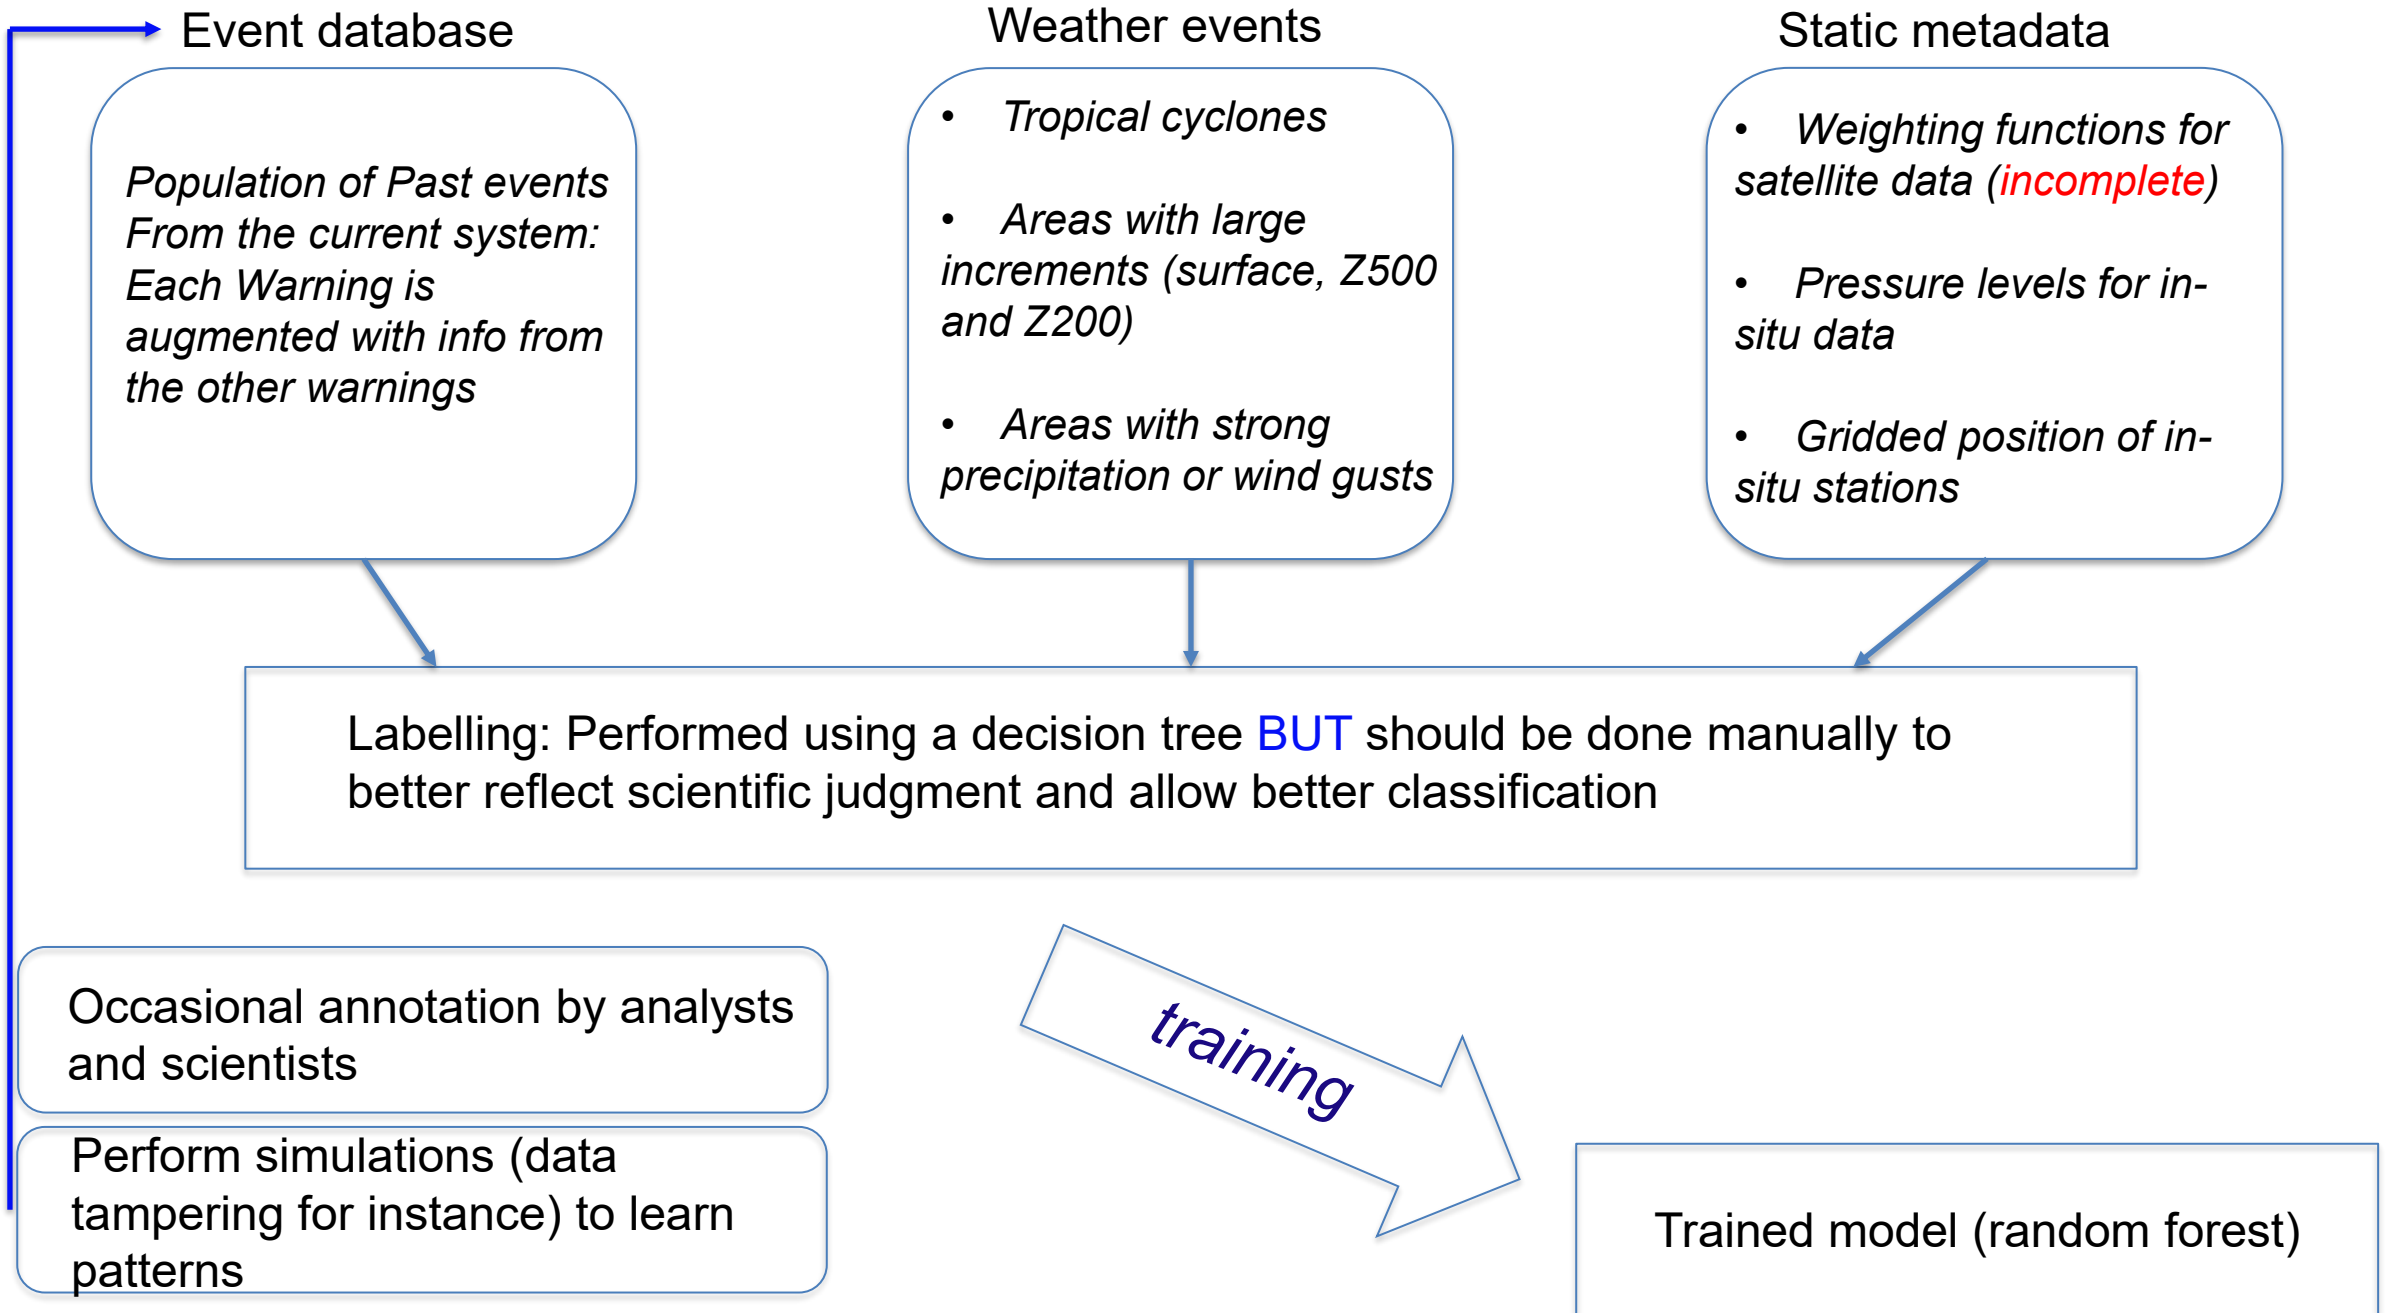 Event database
Population of Past events
From the current system:
Each Warning is
augmented with info from
the other warnings
Weather events
• Tropical cyclones
• Areas with large
increments (surface, Z500
and Z200)
• Areas with strong
precipitation or wind gusts
Static metadata
• Weighting functions for
satellite data (incomplete)
• Pressure levels for in-
situ data
• Gridded position of in-
situ stations
Labelling: Performed using a decision tree BUT should be done manually to
better reflect scientific judgment and allow better classification
Occasional annotation by analysts
and scientists
Perform simulations (data
tampering for instance) to learn
patterns
training
Trained model (random forest)